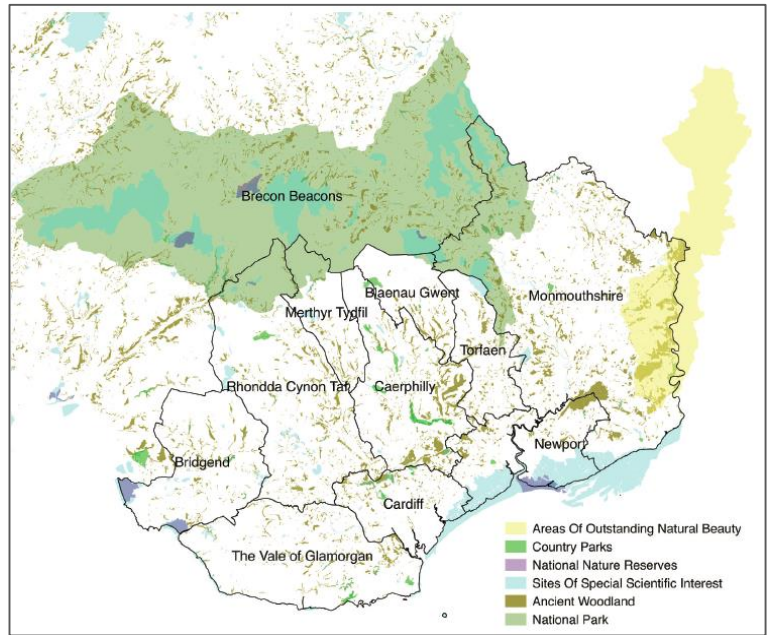 Brecon Beacons
Blaenau Gwent
Monmouthshire
Merthyr Tydfil
Torfaen
Rhondda Cynon Taf
Caerphilly
Newport
Bridgend
Cardiff
The Vale of Glamorgan
Areas Of Outstanding Natural Beauty
Country Parks
National Nature Reserves
Sites Of Special Scientific Interest
Ancient Woodland
National Park